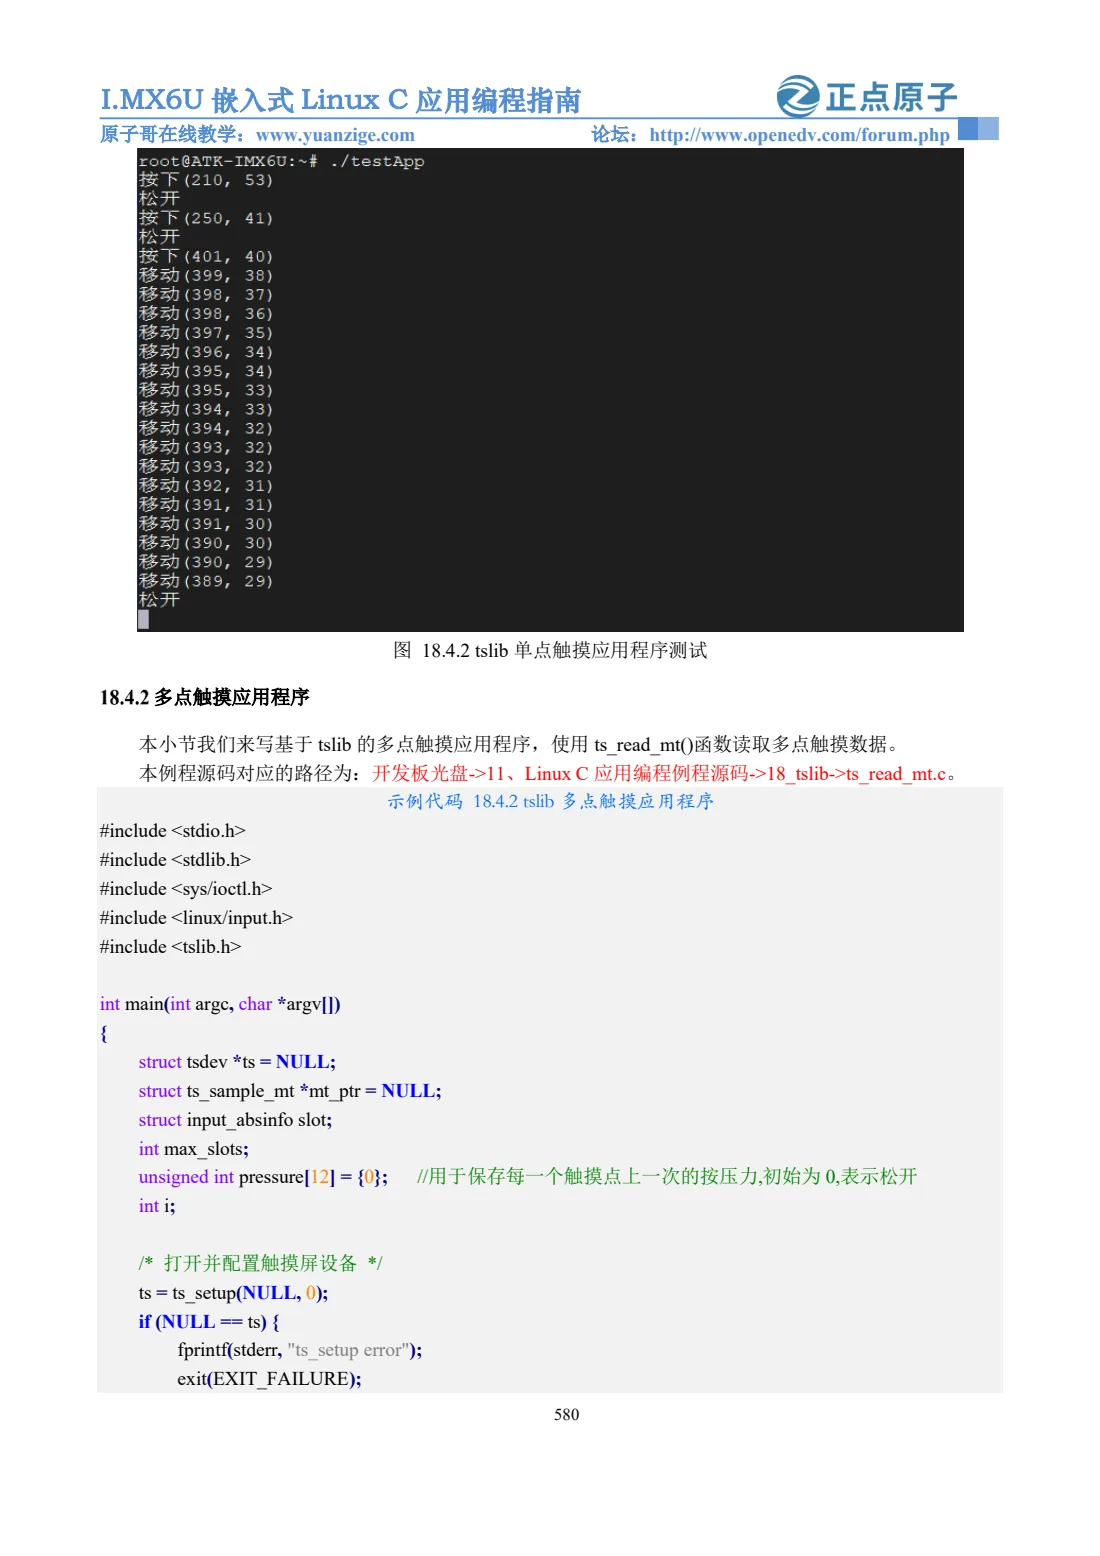 I.MX6U 嵌入式 Linux C 应用编程指南
正点原子
原子哥在线教学：www.yuanzige.com
论坛：http://www.openedv.com/forum.php
root@ATK-IMX6U:~# ./testApp
按下(210, 53)
松开
按下(250, 41)
松开
按下(401, 40)
移动(399, 38)
移动(398, 37)
移动(398, 36)
移动(397, 35)
移动(396, 34)
移动(395, 34)
移动(395, 33)
移动(394, 33)
移动(394, 32)
移动(393, 32)
移动(393, 32)
移动(392, 31)
移动(391, 31)
移动(391, 30)
移动(390, 30)
移动(390, 29)
移动(389, 29)
松开
图 18.4.2 tslib 单点触摸应用程序测试
18.4.2 多点触摸应用程序
本小节我们来写基于 tslib 的多点触摸应用程序，使用 ts_read_mt()函数读取多点触摸数据。
本例程源码对应的路径为：开发板光盘->11、Linux C 应用编程例程源码->18_tslib->ts_read_mt.c。
示例代码 18.4.2 tslib 多点触摸应用程序
#include <stdio.h>
#include <stdlib.h>
#include <sys/ioctl.h>
#include <linux/input.h>
#include <tslib.h>
int main(int argc, char *argv[])
{
struct tsdev *ts = NULL;
struct ts_sample_mt *mt_ptr = NULL;
struct input_absinfo slot;
int max_slots;
unsigned int pressure[12] = {0}; //用于保存每一个触摸点上一次的按压力,初始为 0,表示松开
int i;
/* 打开并配置触摸屏设备 */
ts = ts_setup(NULL, 0);
if (NULL == ts) {
fprintf(stderr, "ts_setup error");
exit(EXIT_FAILURE);
580